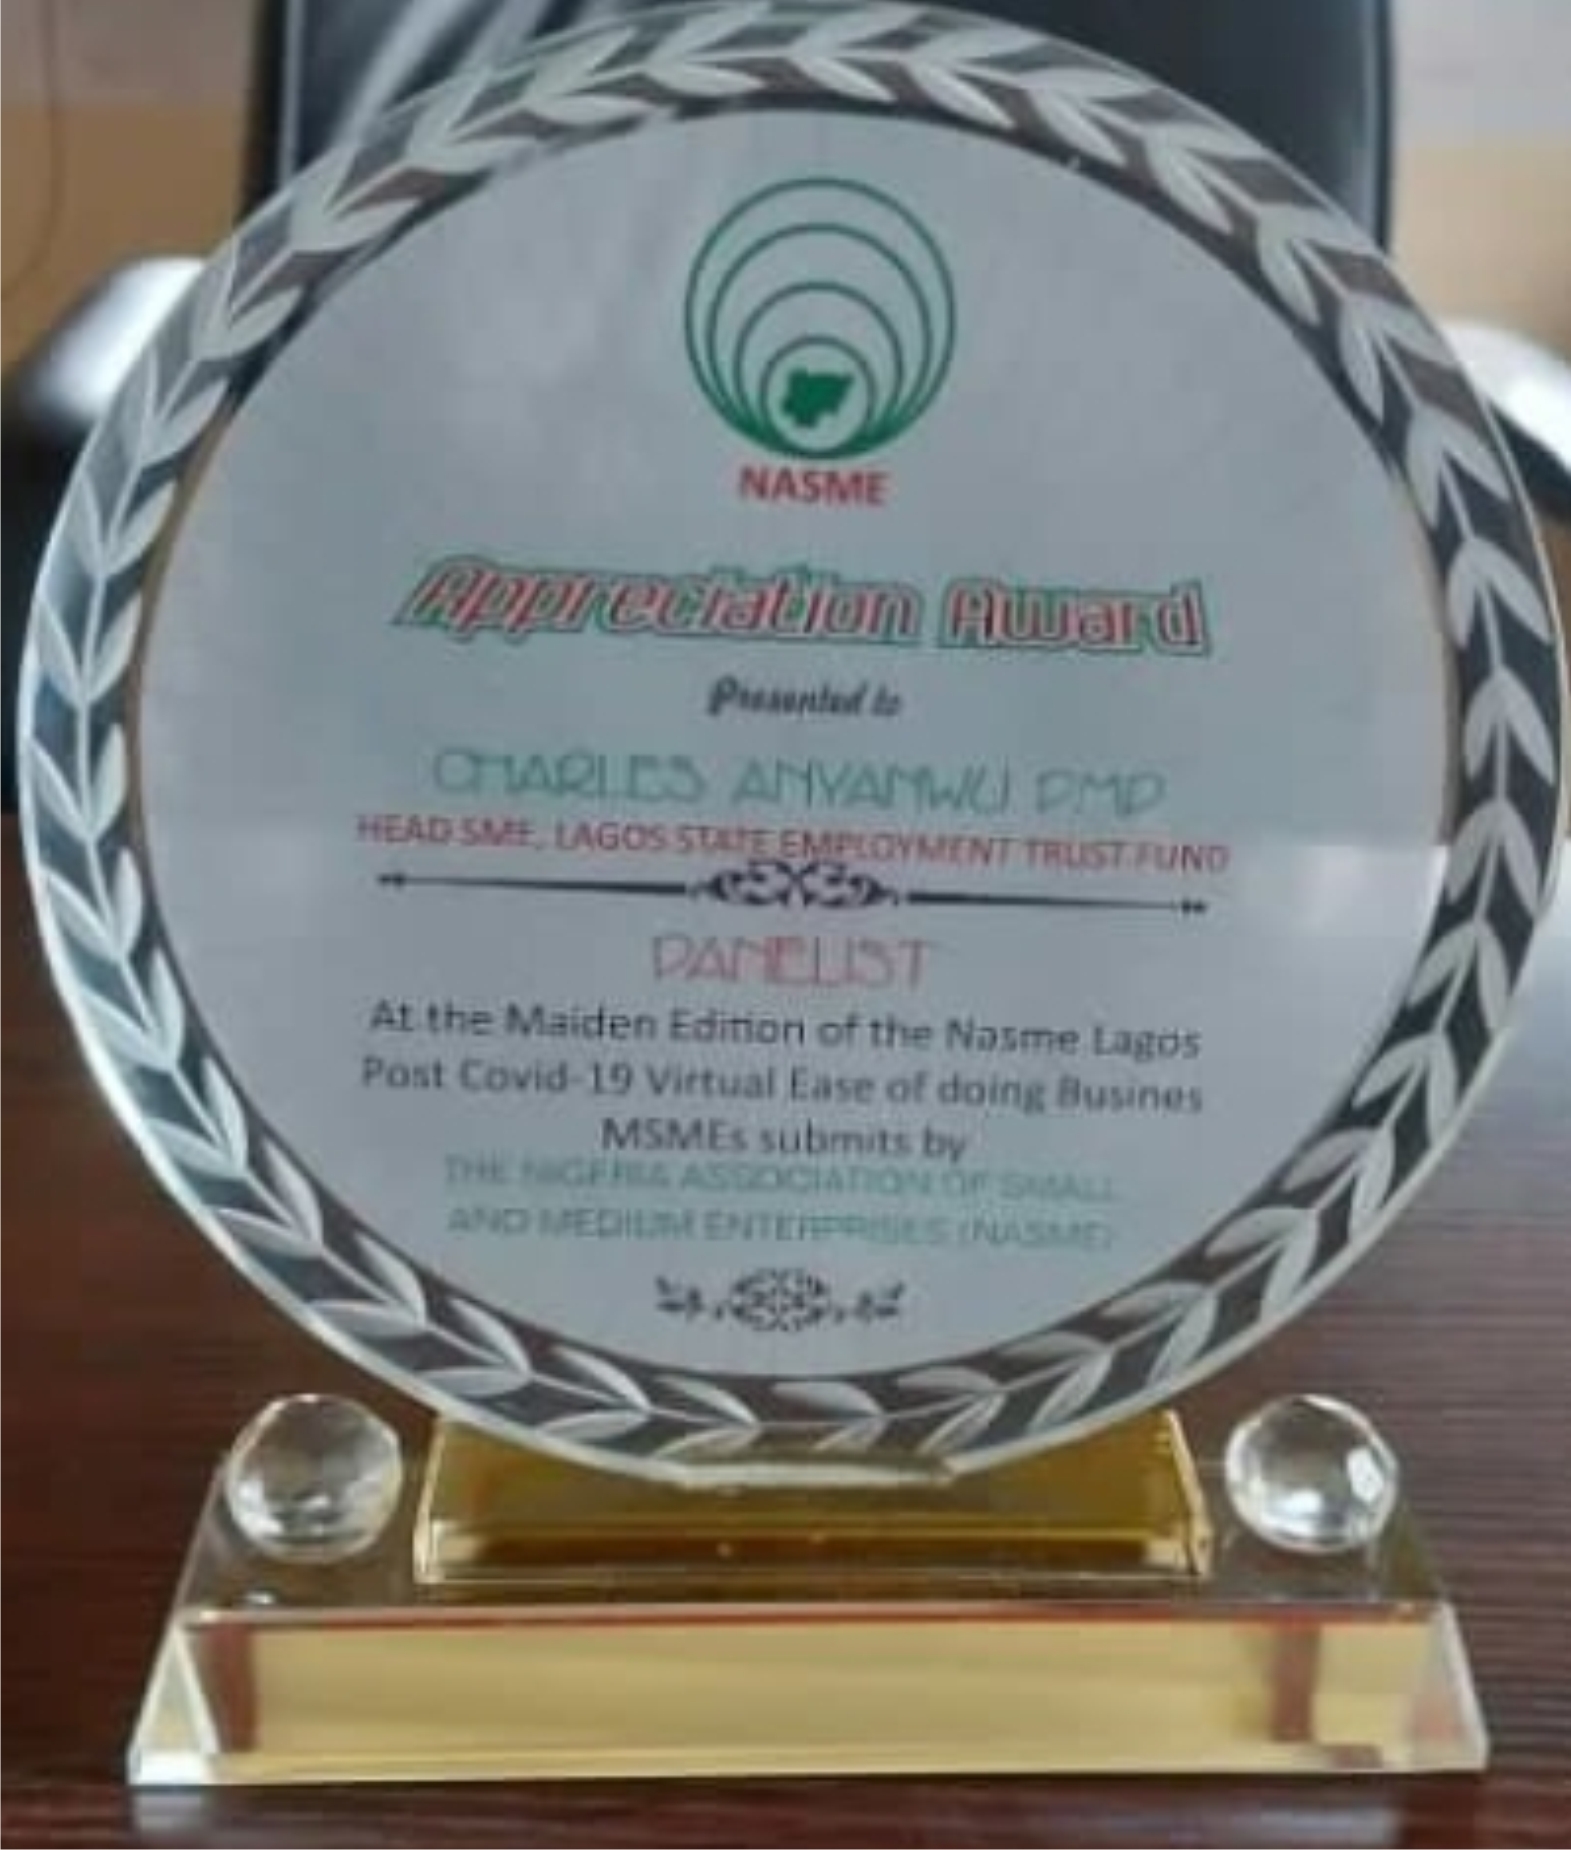 NASME
Appreciation Award
Presented to
CHARLES ANYANWU PMP
HEAD SME, LAGOS STATE EMPLOYMENT TRUST FUND
PANELIST
At the Maiden Edition of the Nasme Lagos
Post Covid-19 Virtual Ease of doing Busines
MSMEs submits by
THE NIGERIA ASSOCIATION OF SMALL
AND MEDIUM ENTERPRISES (NASME)